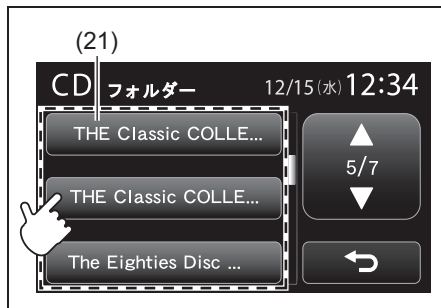 (21)
CD フォルダー 12/15(水)12:34
THE Classic COLLE...
5/7
THE Classic COLLE...
The Eighties Disc ...